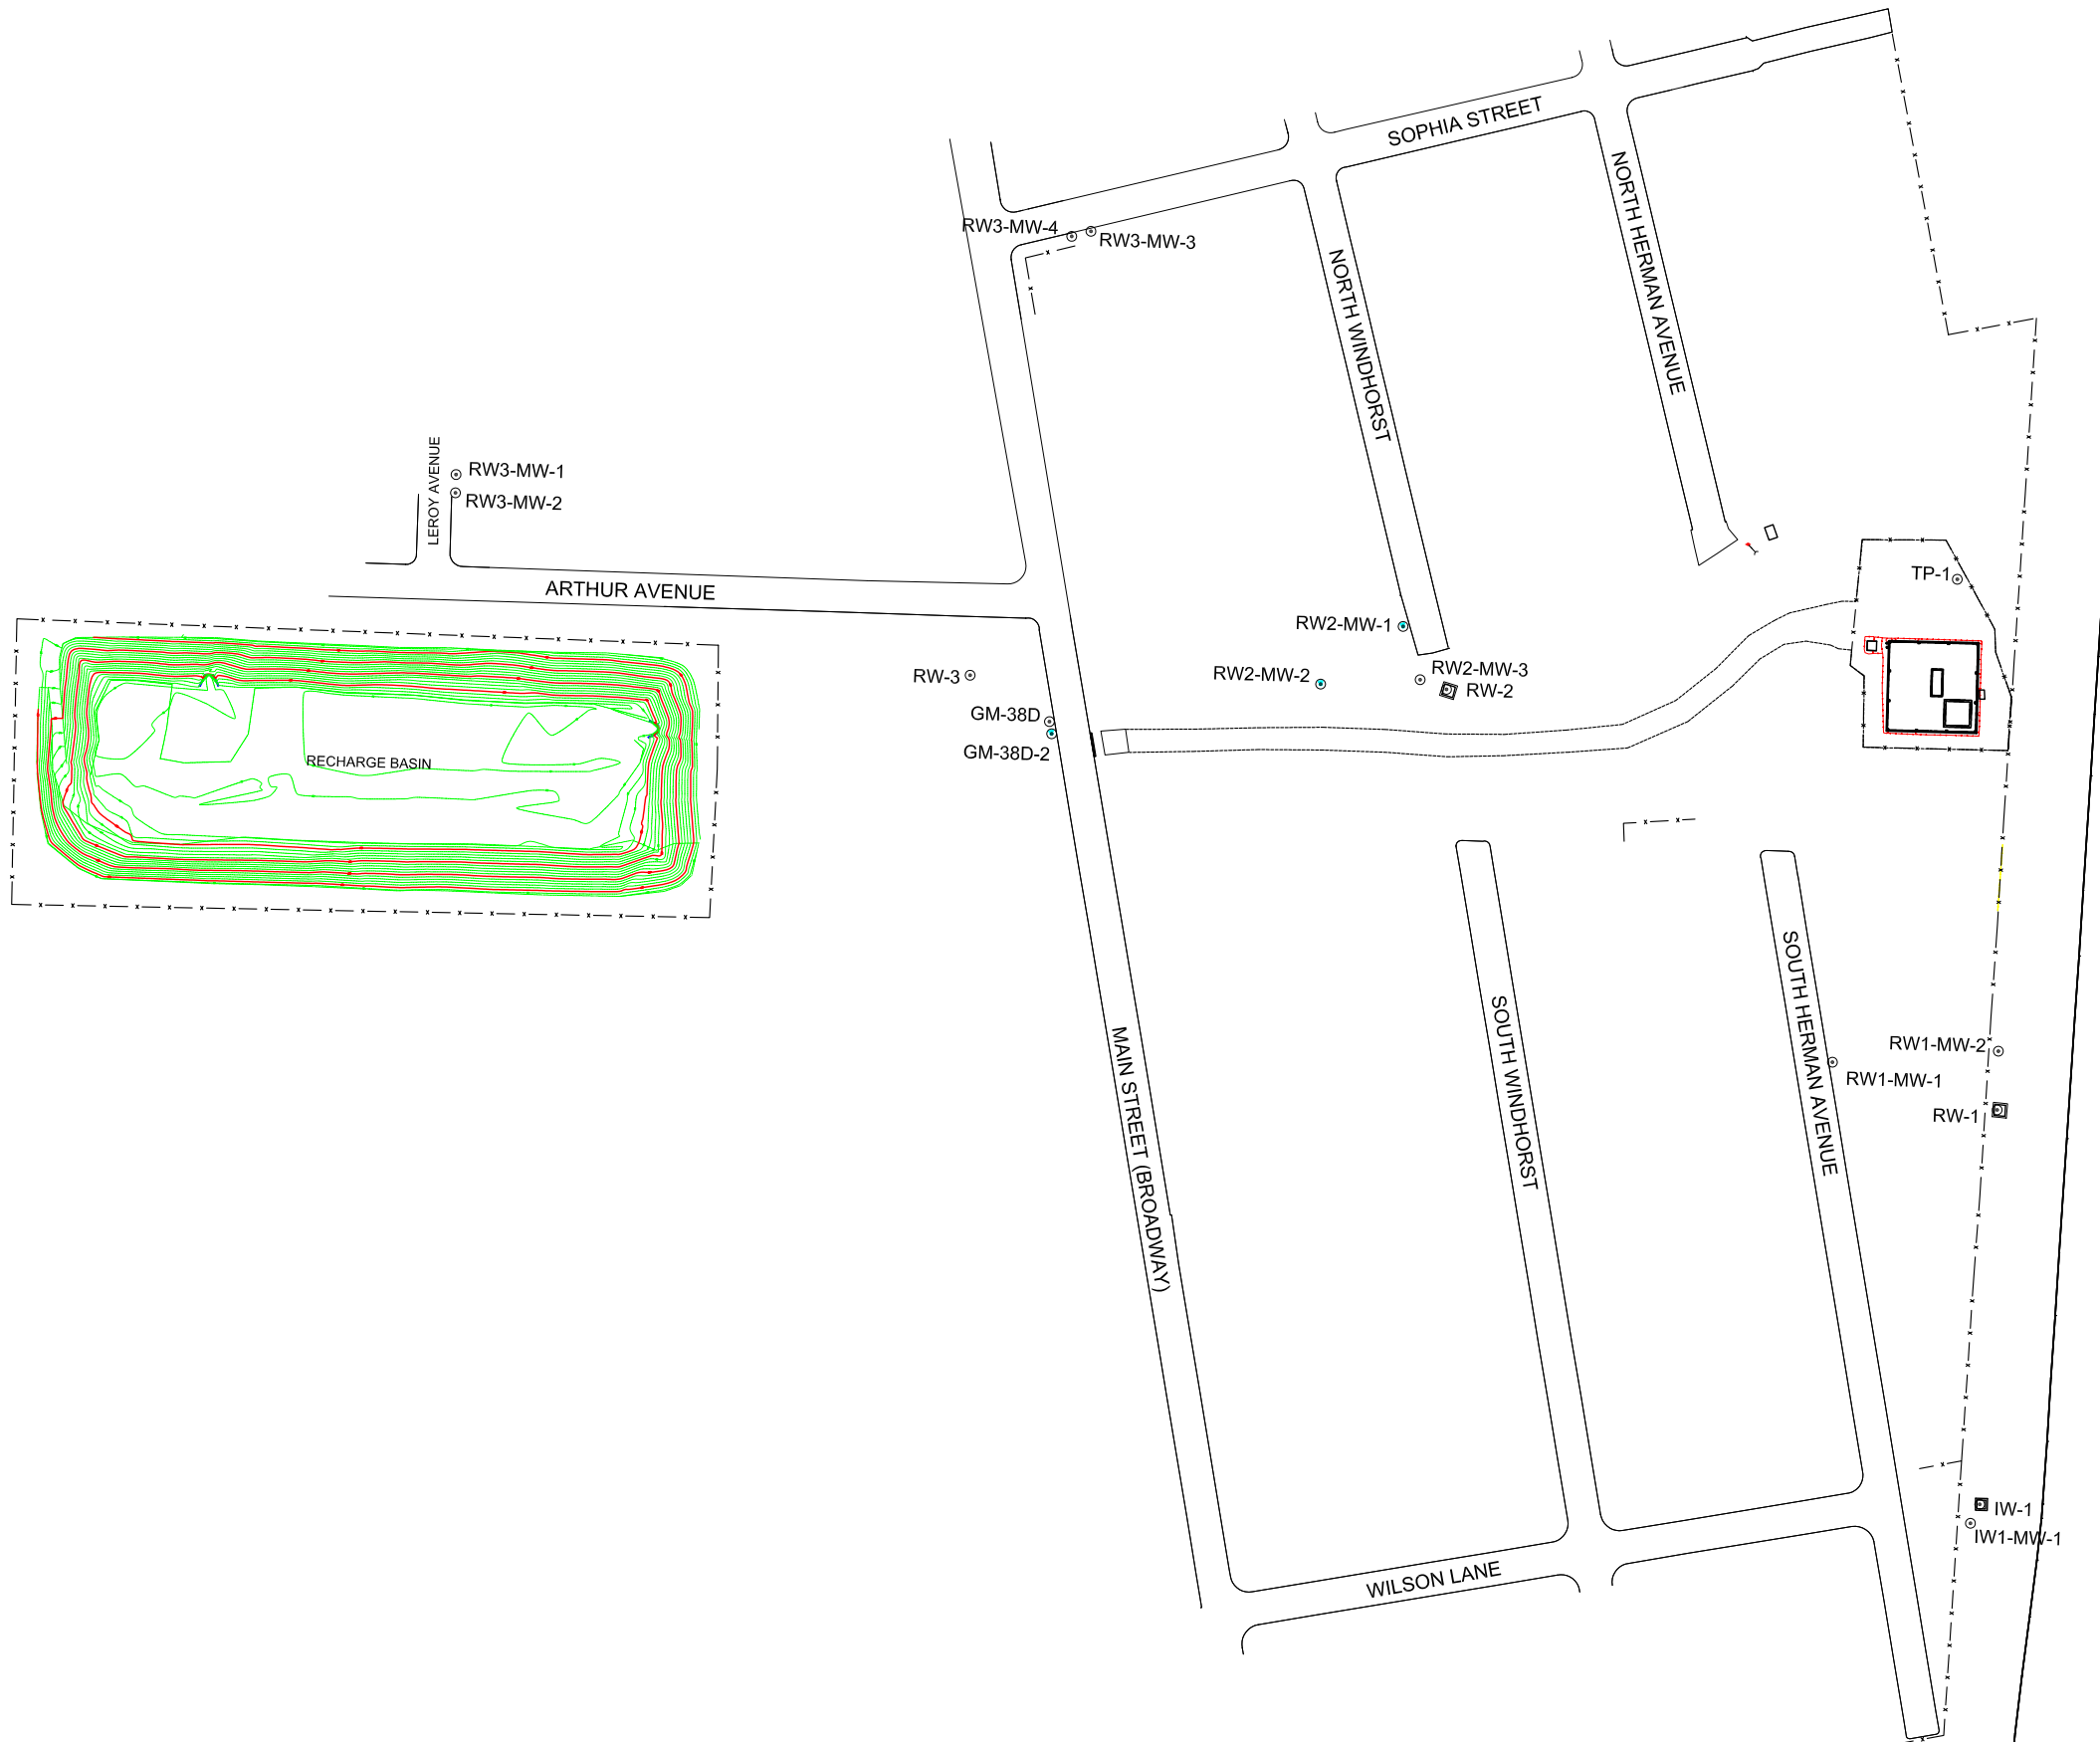 SOPHIA STREET
NORTH HERMAN AVENUE
RW3-MW-4
RW3-MW-3
NORTH WINDHORST
LEROY AVENUE
RW3-MW-1
RW3-MW-2
ARTHUR AVENUE
TP-1
RW2-MW-1
RW-3
RW2-MW-2
RW2-MW-3
RW-2
GM-38D
GM-38D-2
RECHARGE BASIN
MAIN STREET (BROADWAY)
SOUTH WINDHORST
SOUTH HERMAN AVENUE
RW1-MW-2
RW1-MW-1
RW-1
IW-1
IW1-MW-1
WILSON LANE